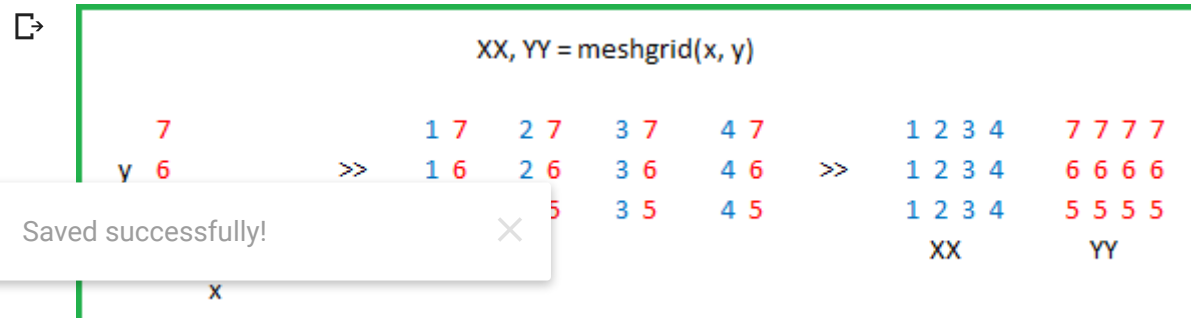 XX, YY = meshgrid(x, y)
7 1 7 2 7 3 7 4 7 1 2 3 4 7 7 7 7
y 6 >> 1 6 2 6 3 6 4 6 >> 1 2 3 4 6 6 6 6
5 3 5 4 5 1 2 3 4 5 5 5 5
Saved successfully!
XX YY
x